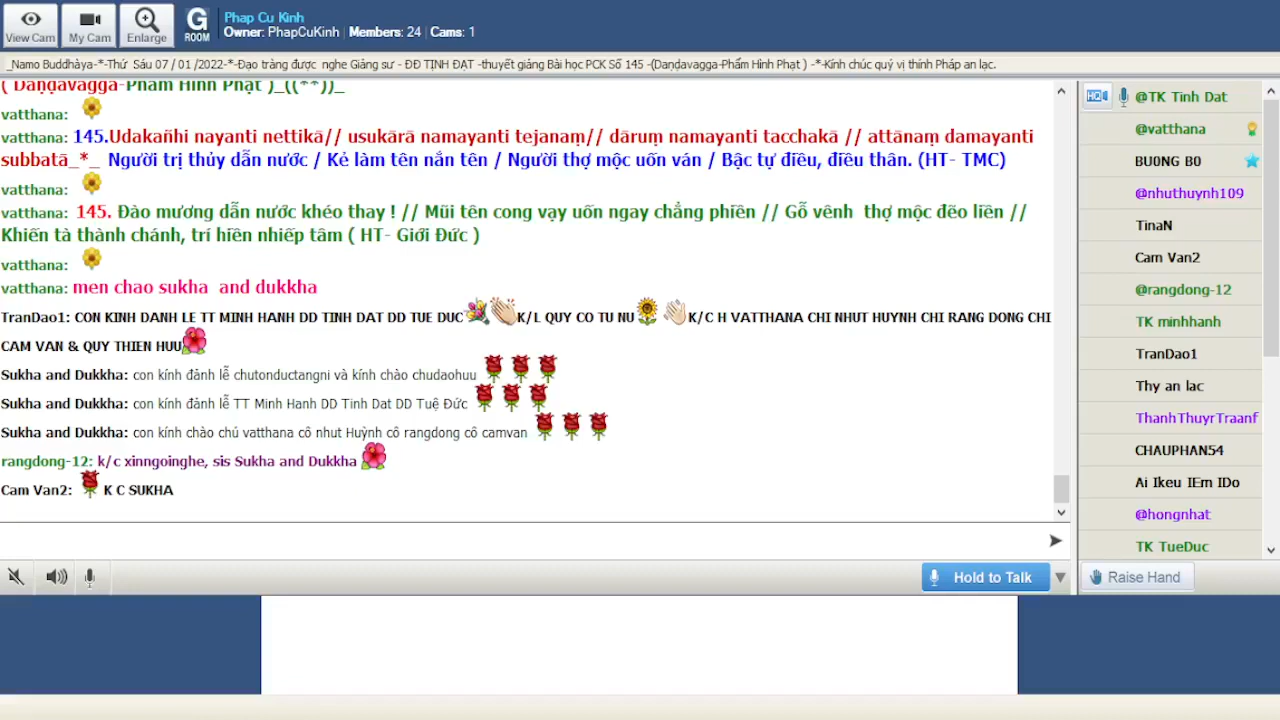 View Cam
My Cam
Enlarge
G
ROOM
Phap Cu Kinh
Owner: PhapCuKinh | Members: 24 | Cams: 1
_Namo Buddhàya-*-Thứ Sáu 07 / 01 /2022-*-Đạo tràng được nghe Giảng sư - ĐĐ TỊNH ĐẠT -thuyết giảng Bài học PCK Số 145 -(Daṇḍavagga-Phẩm Hình Phạt ) -*-Kính chúc quý vị thính Pháp an lạc.
( Daṇḍavagga-Phẩm Hình Phạt )_((**))_
vatthana:
vatthana: 145.Udakañhi nayanti nettikā// usukārā namayanti tejanaṃ// dāruṃ namayanti tacchakā // attānaṃ damayanti
subbatā_*_ Người trị thủy dẫn nước / Kẻ làm tên nắn tên / Người thợ mộc uốn ván / Bậc tự điều, điều thân. (HT- TMC)
vatthana:
vatthana: 145. Đào mương dẫn nước khéo thay ! // Mũi tên cong vạy uốn ngay chẳng phiền // Gỗ vênh thợ mộc đẽo liền //
Khiến tà thành chánh, trí hiền nhiếp tâm ( HT- Giới Đức )
vatthana:
vatthana: men chao sukha and dukkha
TranDao1: CON KINH DANH LE TT MINH HANH DD TINH DAT DD TUE DUC K/L QUY CO TU NU K/C H VATTHANA CHI NHUT HUYNH CHI RANG DONG CHI
CAM VAN & QUY THIEN HUU
Sukha and Dukkha: con kính đảnh lễ chutonductangni và kính chào chudaohuu
Sukha and Dukkha: con kính đảnh lễ TT Minh Hanh DD Tinh Dat DD Tuệ Đức
Sukha and Dukkha: con kính chào chú vatthana cô nhut Huỳnh cô rangdong cô camvan
rangdong-12: k/c xinngoinghe, sis Sukha and Dukkha
Cam Van2: K C SUKHA
Hold to Talk
HQ
@TK Tinh Dat
@vatthana
BU0NG B0
@nhuthuynh109
TinaN
Cam Van2
@rangdong-12
TK minhhanh
TranDao1
Thy an lac
ThanhThuyrTraanf
CHAUPHAN54
Ai Ikeu IEm IDo
@hongnhat
TK TueDuc
Raise Hand